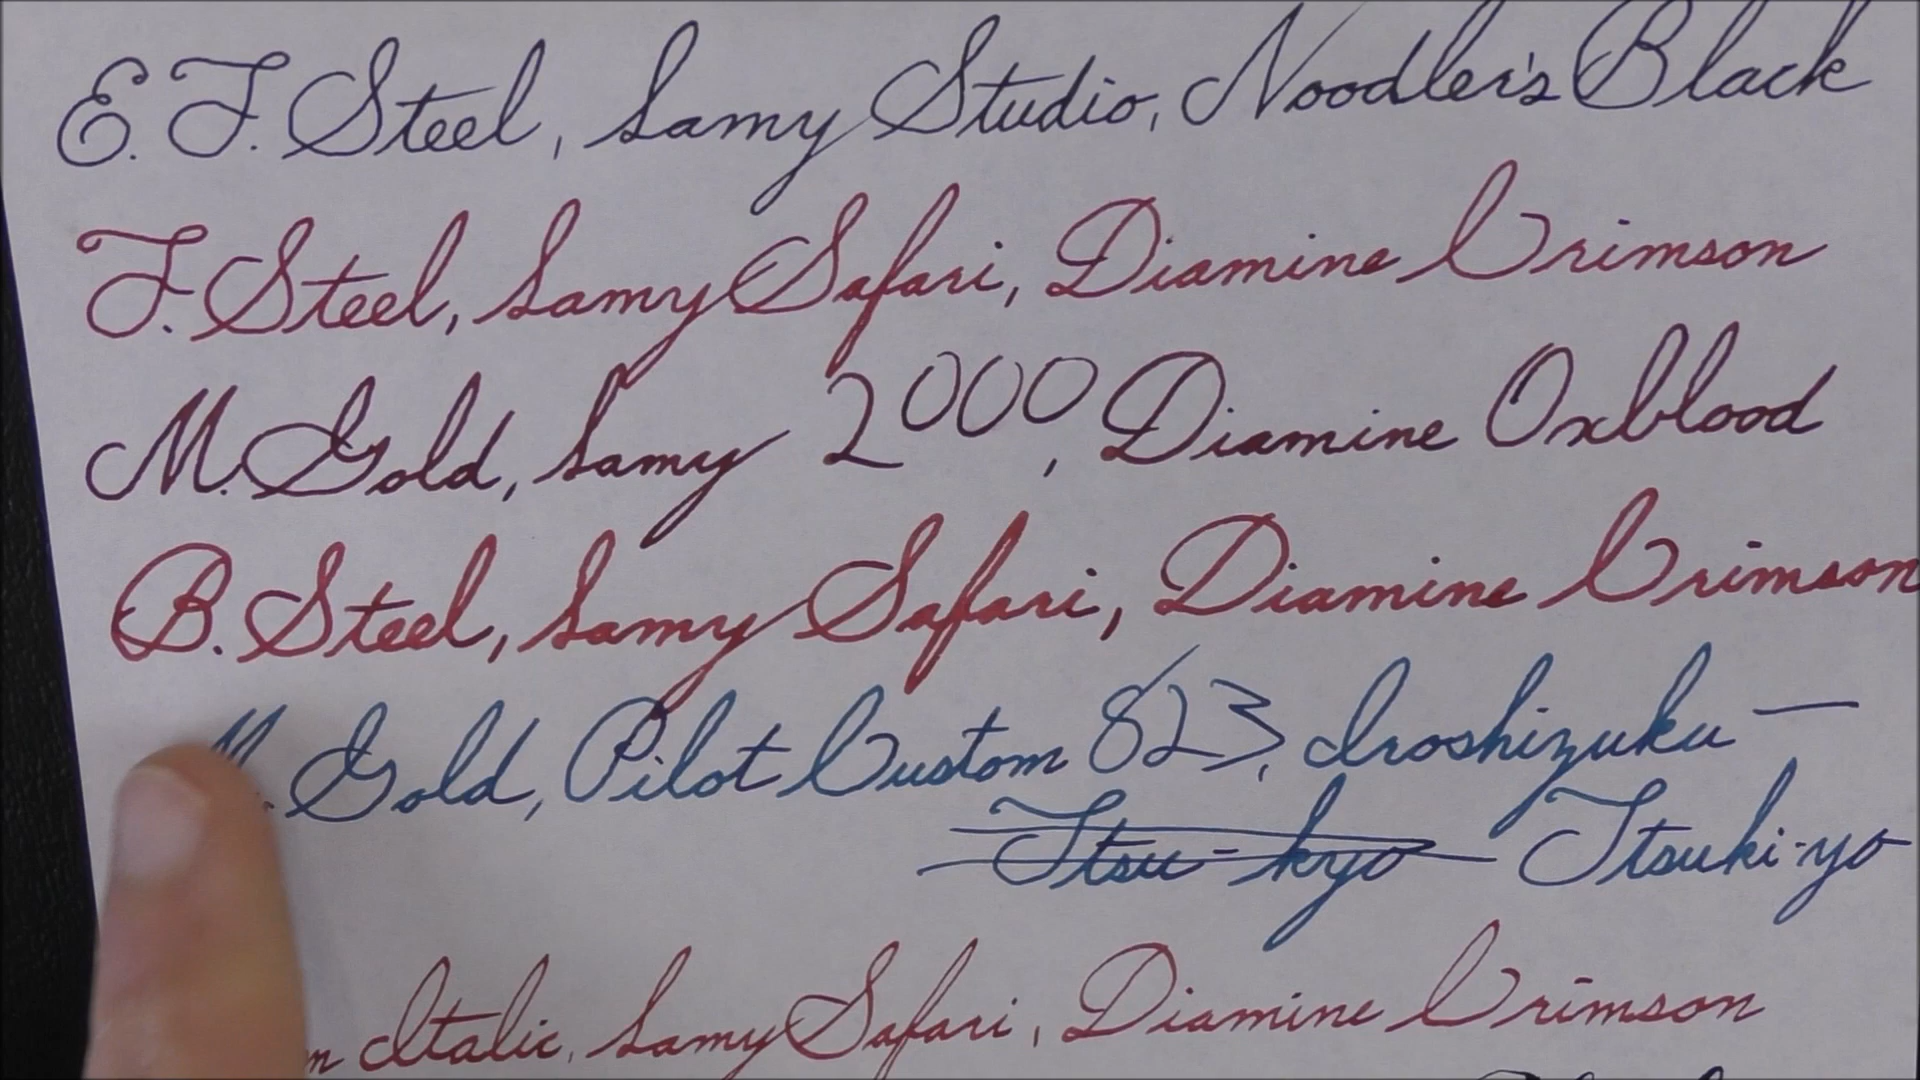 E.F. Steel, Lamy Studio, Noodler's Black
F. Steel, Lamy Safari, Diamine Crimson
M. Gold, Lamy 2000, Diamine Oxblood
B. Steel, Lamy Safari, Diamine Crimson
M. Gold, Pilot Custom 823, Iroshizuku —
Tsu-kyo Tsuki-yo
Italic, Lamy Safari, Diamine Crimson